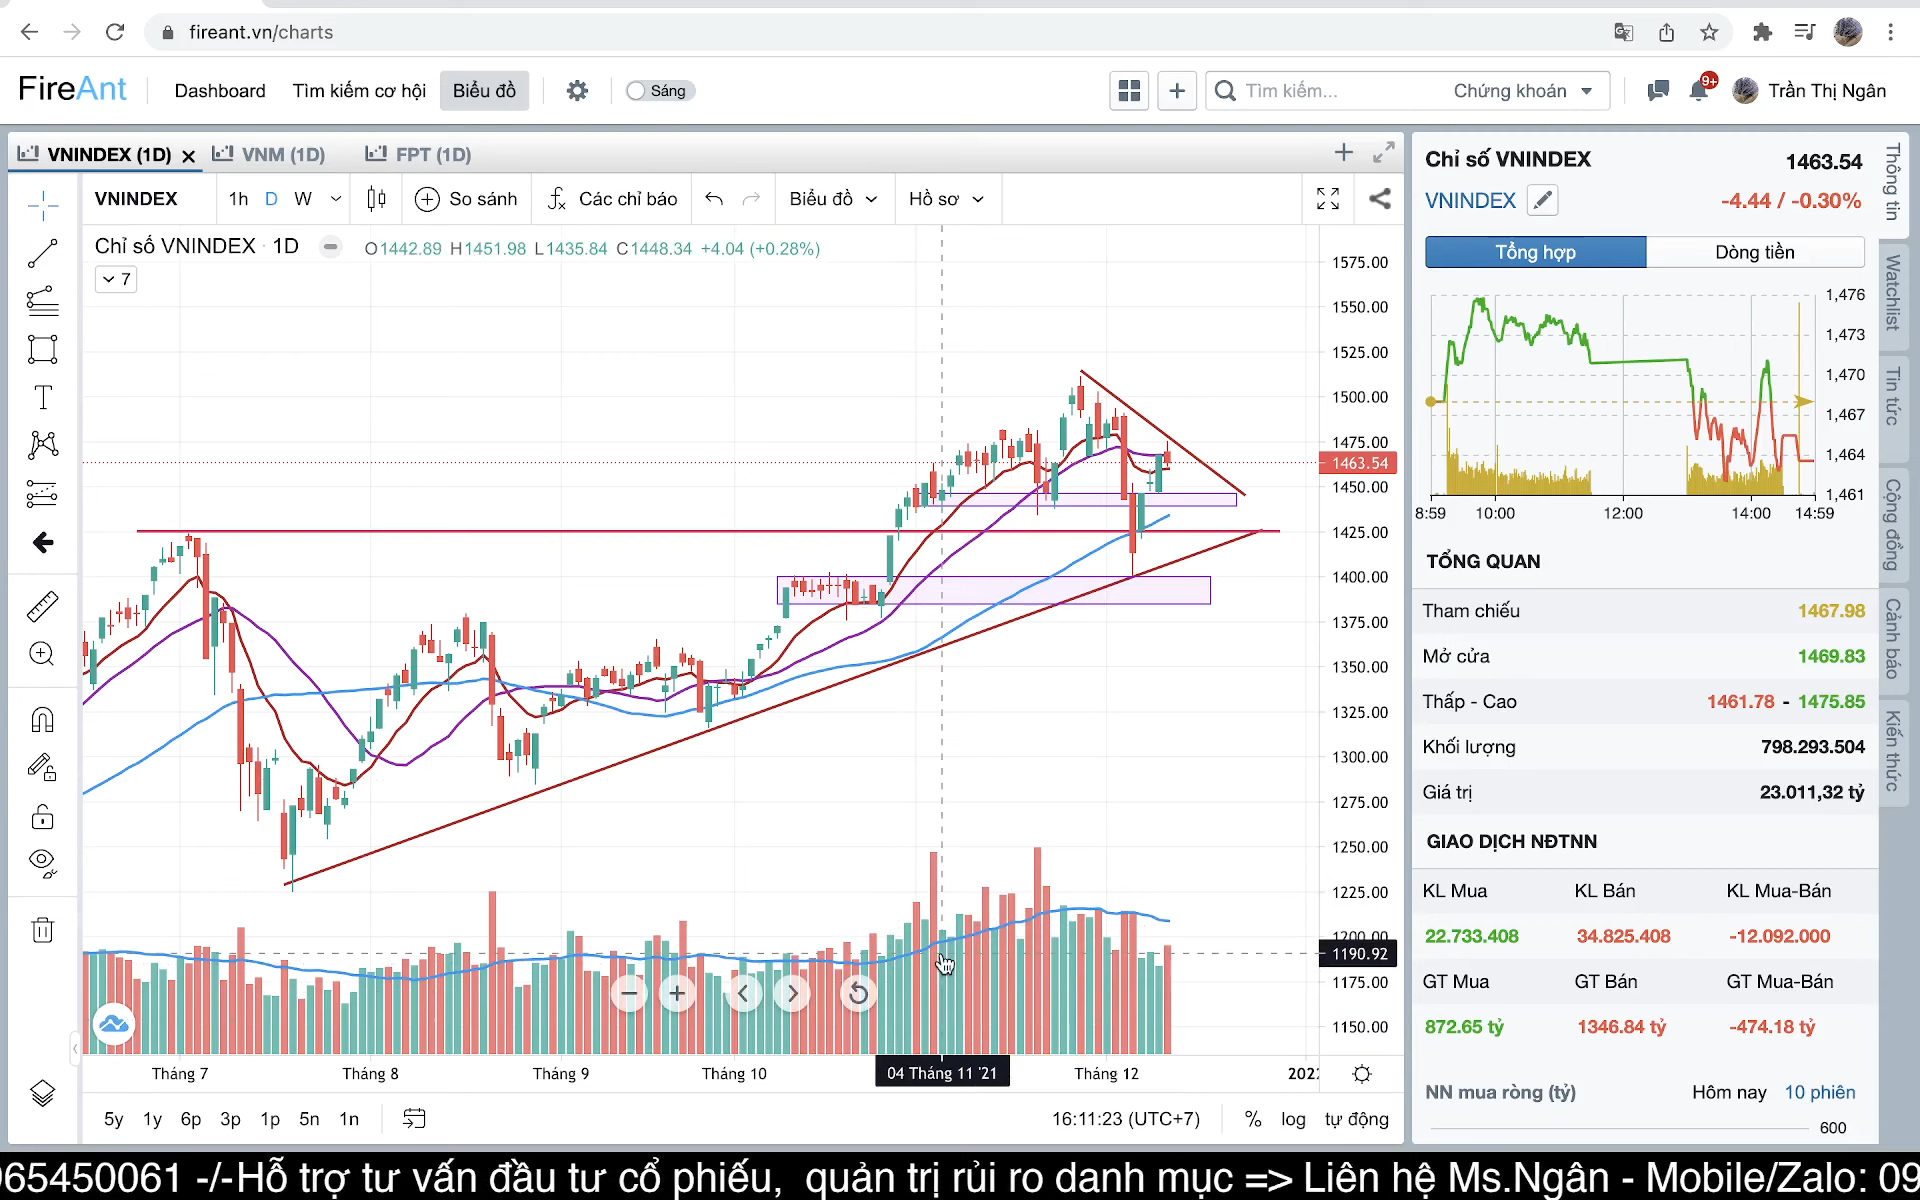 fireant.vn/charts
FireAnt
Dashboard
Tìm kiếm cơ hội
Biểu đồ
Sáng
Tìm kiếm...
Chứng khoán
9+
Trần Thị Ngân
VNINDEX (1D)
VNM (1D)
FPT (1D)
VNINDEX
1h
D
W
So sánh
Các chỉ báo
Biểu đồ
Hồ sơ
Chỉ số VNINDEX · 1D
O1442.89 H1451.98 L1435.84 C1448.34 +4.04 (+0.28%)
7
1575.00
1550.00
1525.00
1500.00
1475.00
1463.54
1450.00
1425.00
1400.00
1375.00
1350.00
1325.00
1300.00
1275.00
1250.00
1225.00
1200.00
1190.92
1175.00
1150.00
Tháng 7
Tháng 8
Tháng 9
Tháng 10
04 Tháng 11 '21
Tháng 12
5y
1y
6p
3p
1p
5n
1n
16:11:23 (UTC+7)
%
log
tự động
Chỉ số VNINDEX
1463.54
VNINDEX
-4.44 / -0.30%
Tổng hợp
Dòng tiền
1,476
1,473
1,470
1,467
1,464
1,461
8:59
10:00
12:00
14:00
14:59
TỔNG QUAN
Tham chiếu 1467.98
Mở cửa 1469.83
Thấp - Cao 1461.78 - 1475.85
Khối lượng 798.293.504
Giá trị 23.011,32 tỷ
GIAO DỊCH NĐTNN
KL Mua KL Bán KL Mua-Bán
22.733.408 34.825.408 -12.092.000
GT Mua GT Bán GT Mua-Bán
872.65 tỷ 1346.84 tỷ -474.18 tỷ
NN mua ròng (tỷ) Hôm nay 10 phiên
600
Thông tin
Watchlist
Tin tức
Cộng đồng
Cảnh báo
Kiến thức
965450061 -/-Hỗ trợ tư vấn đầu tư cổ phiếu, quản trị rủi ro danh mục => Liên hệ Ms.Ngân - Mobile/Zalo: 09